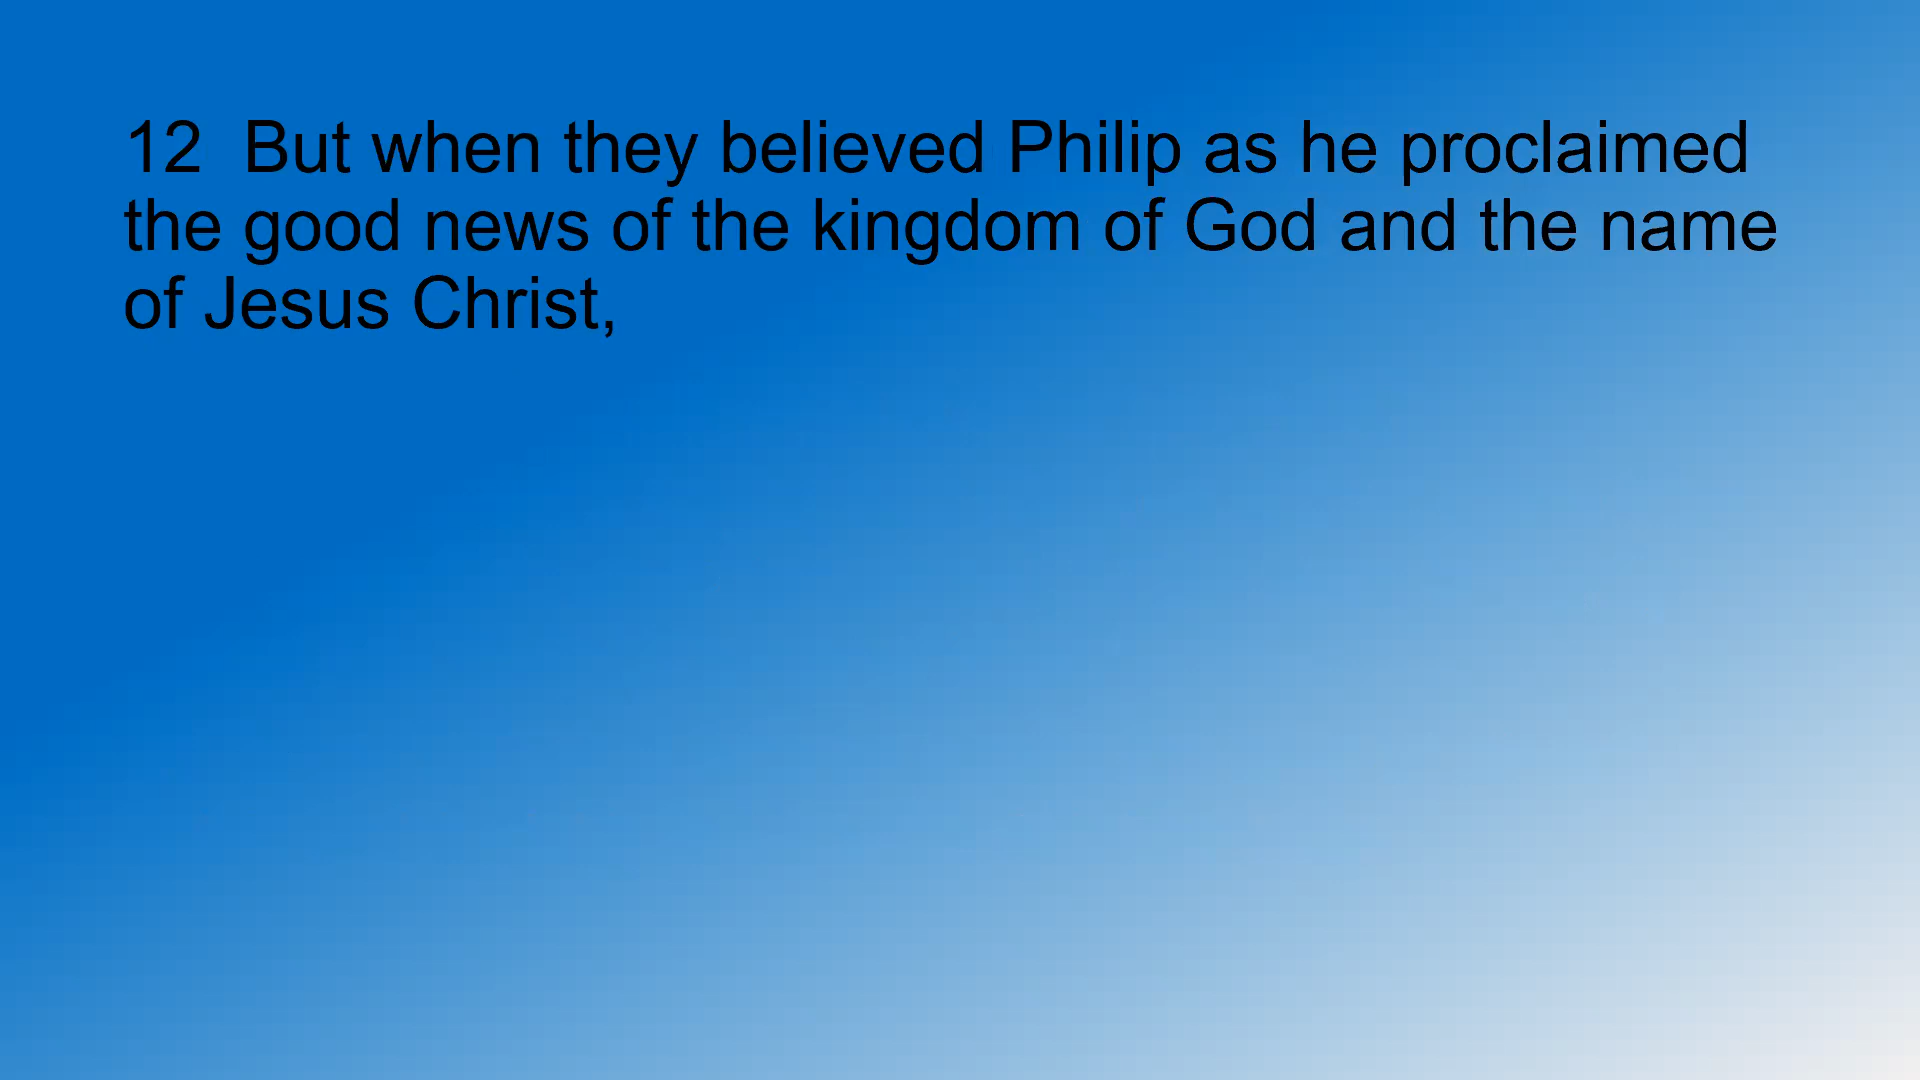 12  But when they believed Philip as he proclaimed
the good news of the kingdom of God and the name
of Jesus Christ,